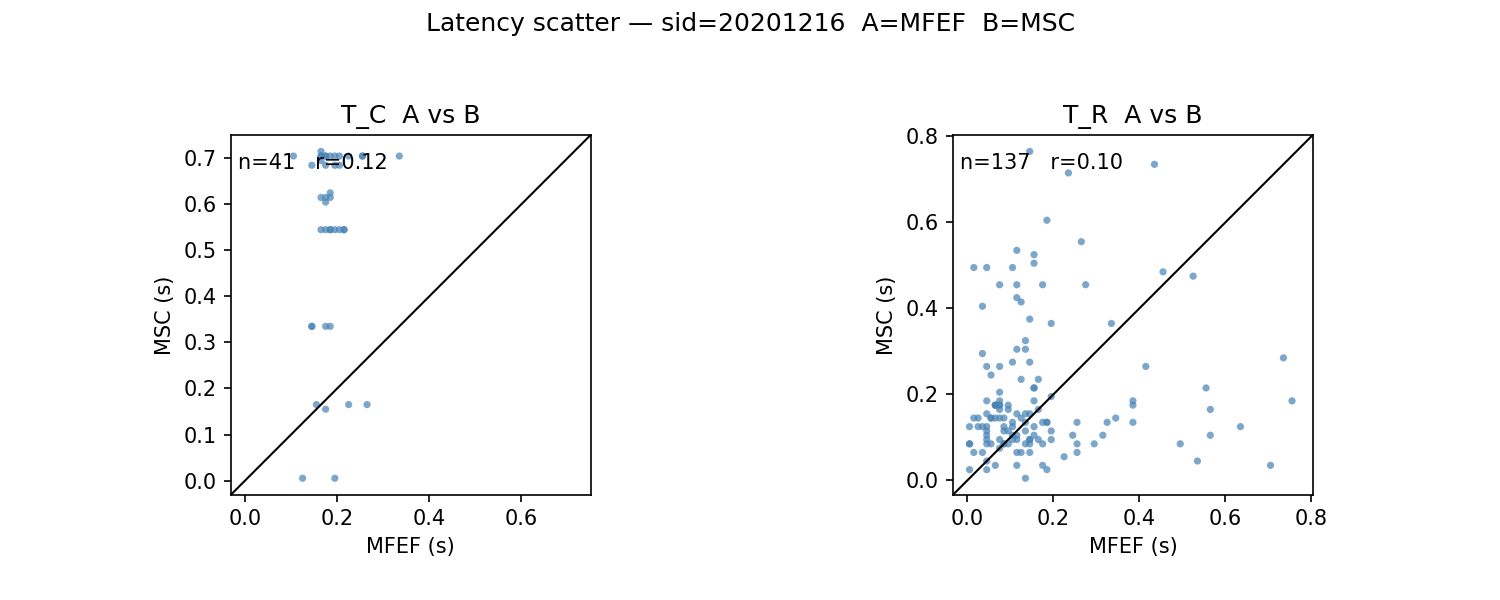 Latency scatter — sid=20201216  A=MFEF  B=MSC
T_C  A vs B
n=41   r=0.12
0.7
0.6
0.5
0.4
0.3
0.2
0.1
0.0
MSC (s)
0.0 0.2 0.4 0.6
MFEF (s)
T_R  A vs B
n=137   r=0.10
0.8
0.6
0.4
0.2
0.0
MSC (s)
0.0 0.2 0.4 0.6 0.8
MFEF (s)